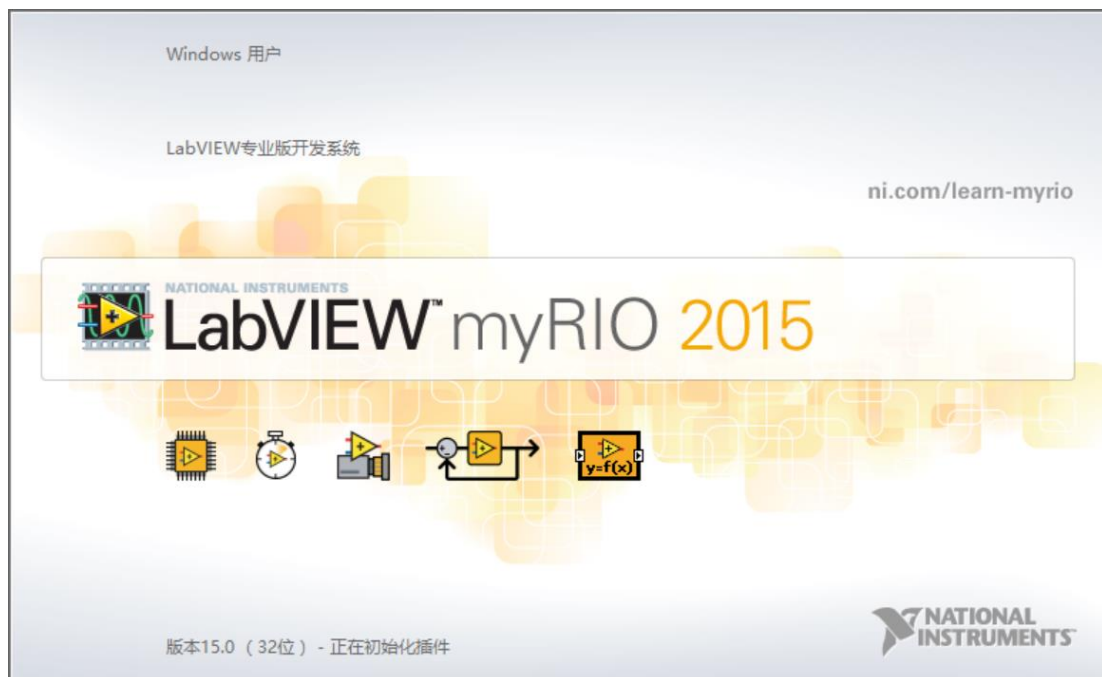 Windows 用户
LabVIEW专业版开发系统
ni.com/learn-myrio
NATIONAL INSTRUMENTS
LabVIEW™ myRIO 2015
y=f(x)
NATIONAL
INSTRUMENTS™
版本15.0 （32位） - 正在初始化插件